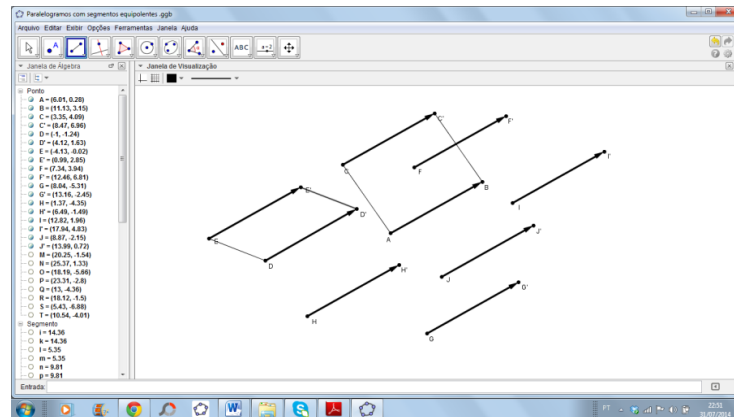 Paralelogramos com segmentos equipolentes .ggb
Arquivo Editar Exibir Opções Ferramentas Janela Ajuda
ABC
a=2
Janela de Álgebra
Janela de Visualização
Ponto
A = (6.01, 0.28)
B = (11.13, 3.15)
C = (3.35, 4.09)
C' = (8.47, 6.96)
D = (-1, -1.24)
D' = (4.12, 1.63)
E = (-4.13, -0.02)
E' = (0.99, 2.85)
F = (7.34, 3.94)
F' = (12.46, 6.81)
G = (8.04, -5.31)
G' = (13.16, -2.45)
H = (1.37, -4.35)
H' = (6.49, -1.49)
I = (12.82, 1.96)
I' = (17.94, 4.83)
J = (8.87, -2.15)
J' = (13.99, 0.72)
M = (20.25, -1.54)
N = (25.37, 1.33)
O = (18.19, -5.66)
P = (23.31, -2.8)
Q = (13, -4.36)
R = (18.12, -1.5)
S = (5.43, -6.88)
T = (10.54, -4.01)
Segmento
i = 14.36
k = 14.36
l = 5.35
m = 5.35
n = 9.81
p = 9.81
C'
F'
C
F
I'
E'
B
D'
I
A
J'
E
D
H'
J
G'
H
G
Entrada:
PT
22:51
31/07/2014